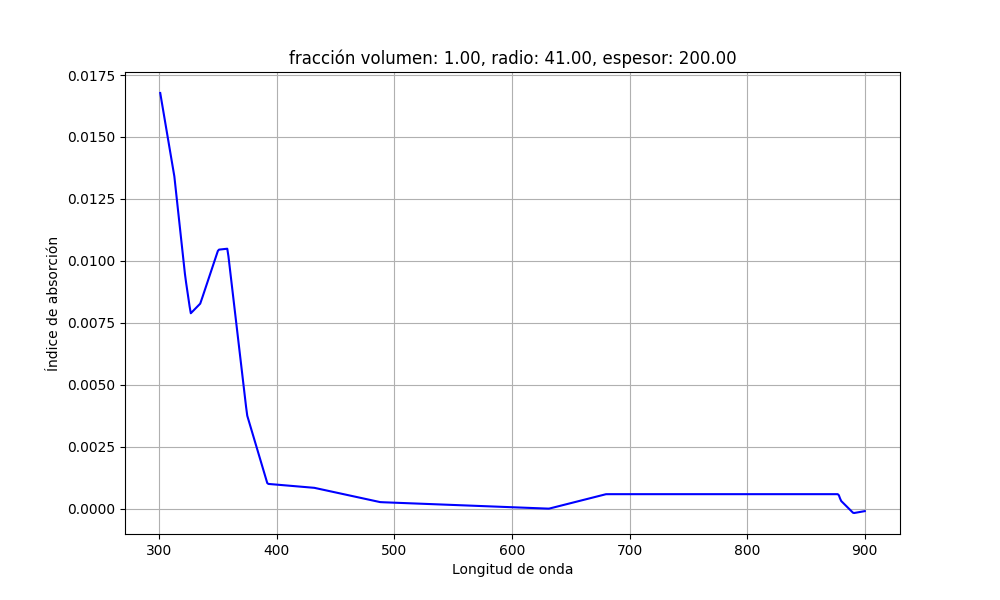 fracción volumen: 1.00, radio: 41.00, espesor: 200.00
0.0175
0.0150
0.0125
0.0100
0.0075
0.0050
0.0025
0.0000
Índice de absorción
300 400 500 600 700 800 900
Longitud de onda